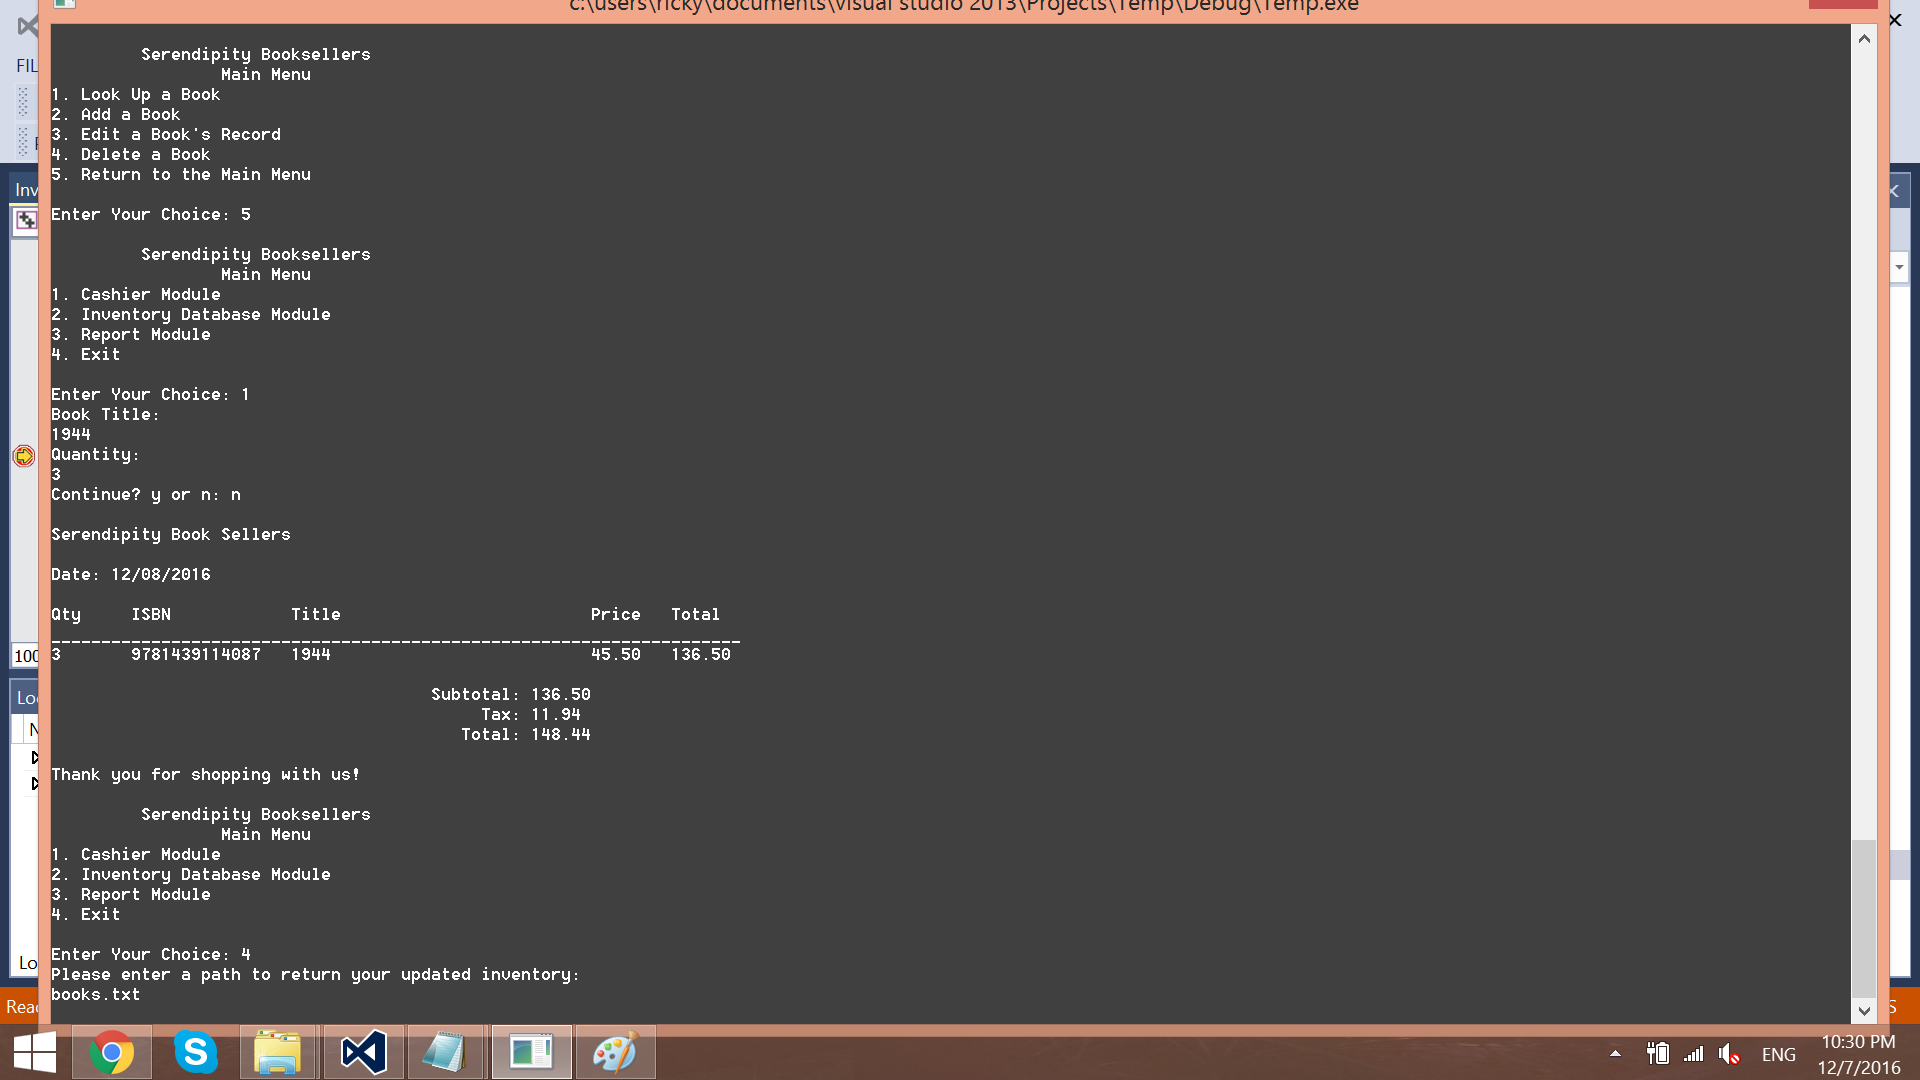 c:\users\ricky\documents\visual studio 2013\Projects\Temp\Debug\Temp.exe
FIL
Inv
Serendipity Booksellers
Main Menu
1. Look Up a Book
2. Add a Book
3. Edit a Book's Record
4. Delete a Book
5. Return to the Main Menu
Enter Your Choice: 5
Serendipity Booksellers
Main Menu
1. Cashier Module
2. Inventory Database Module
3. Report Module
4. Exit
Enter Your Choice: 1
Book Title:
1944
Quantity:
3
Continue? y or n: n
Serendipity Book Sellers
Date: 12/08/2016
Qty ISBN Title Price Total
3 9781439114087 1944 45.50 136.50
Subtotal: 136.50
Tax: 11.94
Total: 148.44
Thank you for shopping with us!
Serendipity Booksellers
Main Menu
1. Cashier Module
2. Inventory Database Module
3. Report Module
4. Exit
Enter Your Choice: 4
Please enter a path to return your updated inventory:
books.txt
100
Lo
Read
ENG
10:30 PM
12/7/2016